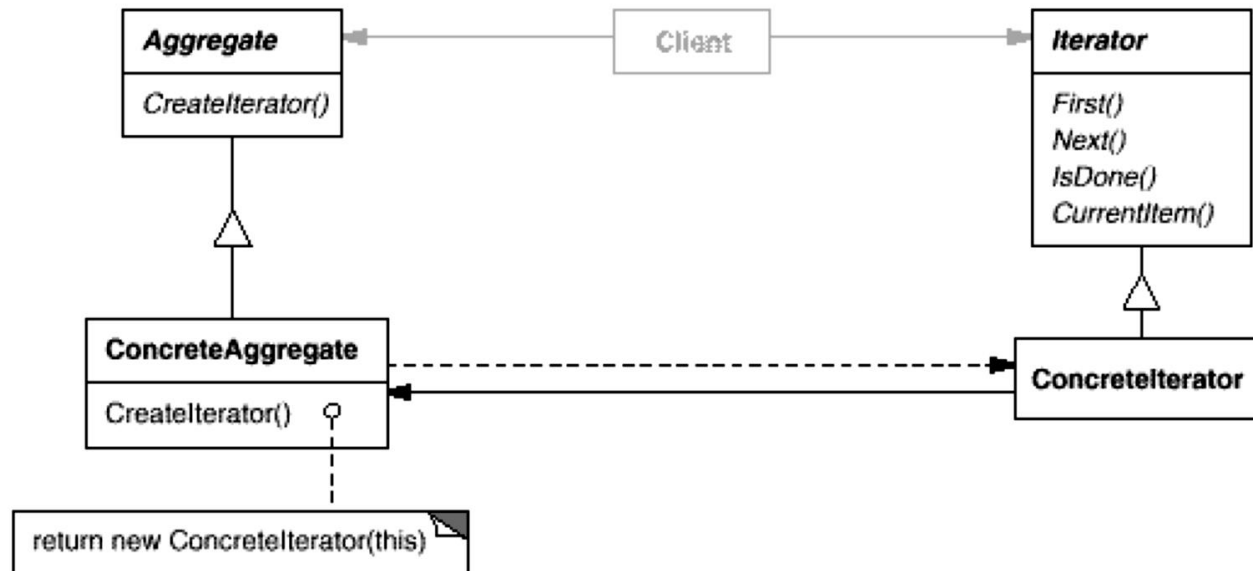 Aggregate
CreateIterator()
Client
Iterator
First()
Next()
IsDone()
CurrentItem()
ConcreteAggregate
CreateIterator()
ConcreteIterator
return new ConcreteIterator(this)